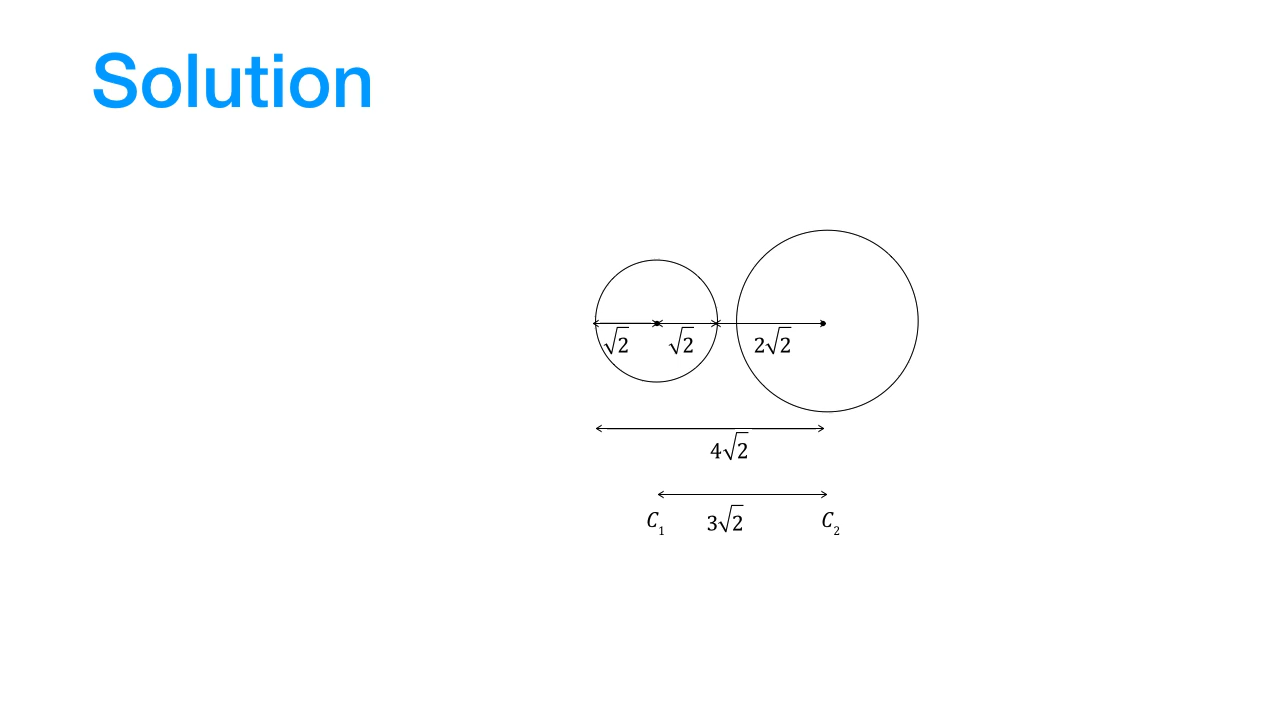 Solution
√2 √2 2√2
4√2
C₁ 3√2 C₂